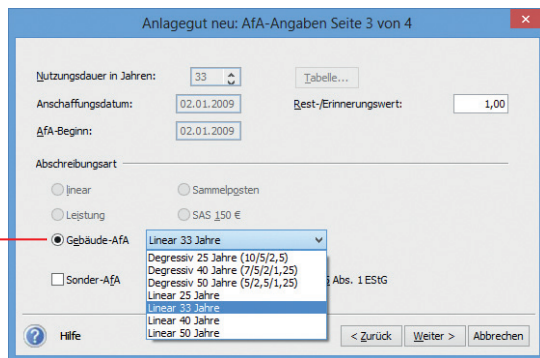 Anlagegut neu: AfA-Angaben Seite 3 von 4
Nutzungsdauer in Jahren: 33 Tabelle...
Anschaffungsdatum: 02.01.2009 Rest-/Erinnerungswert: 1,00
AfA-Beginn: 02.01.2009
Abschreibungsart
linear Sammelposten
Leistung SAS 150 €
Gebäude-AfA Linear 33 Jahre
Degressiv 25 Jahre (10/5/2,5)
Degressiv 40 Jahre (7/5/2/1,25)
Degressiv 50 Jahre (5/2,5/1,25)
Sonder-AfA Abs. 1 EStG
Linear 25 Jahre
Linear 33 Jahre
Linear 40 Jahre
Linear 50 Jahre
Hilfe < Zurück Weiter > Abbrechen